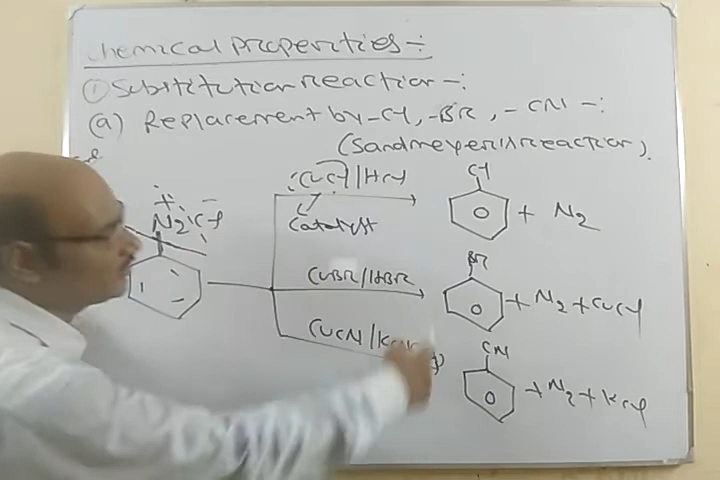 chemical properties -:
① Substitution reaction -:
(a) Replacement by -Cl, -BR, -CN -:
(Sandmeyer's reaction).
CuCl/HCl
Catalyst
Cl
+ N2
+ -
N2Cl
CuBR/HBR
BR
+ N2 + CuCl
CuCN/KCN
CN
+ N2 + KCl